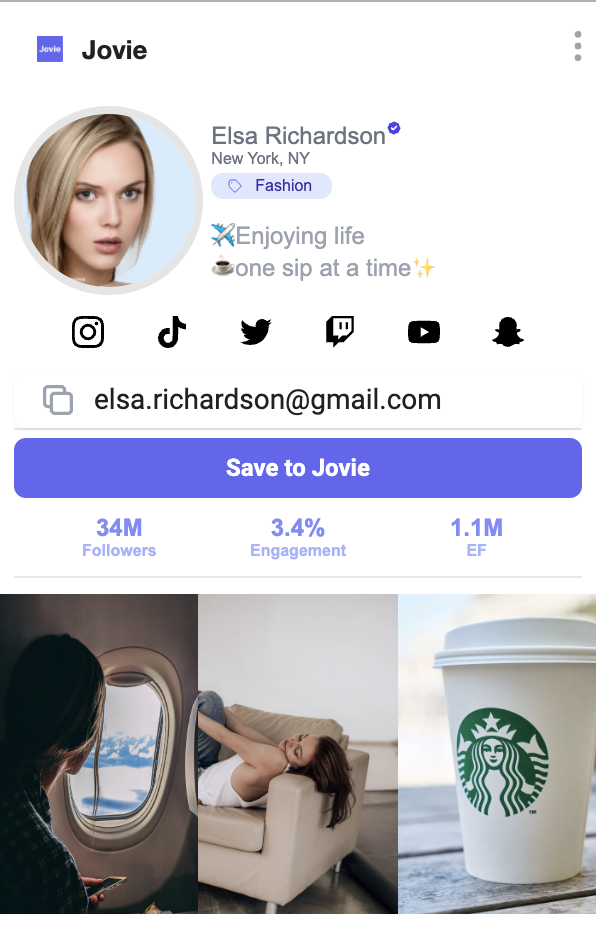 Jovie Jovie
Elsa Richardson
New York, NY
Fashion
✈️Enjoying life
☕one sip at a time✨
elsa.richardson@gmail.com
Save to Jovie
34M 3.4% 1.1M
Followers Engagement EF
TM